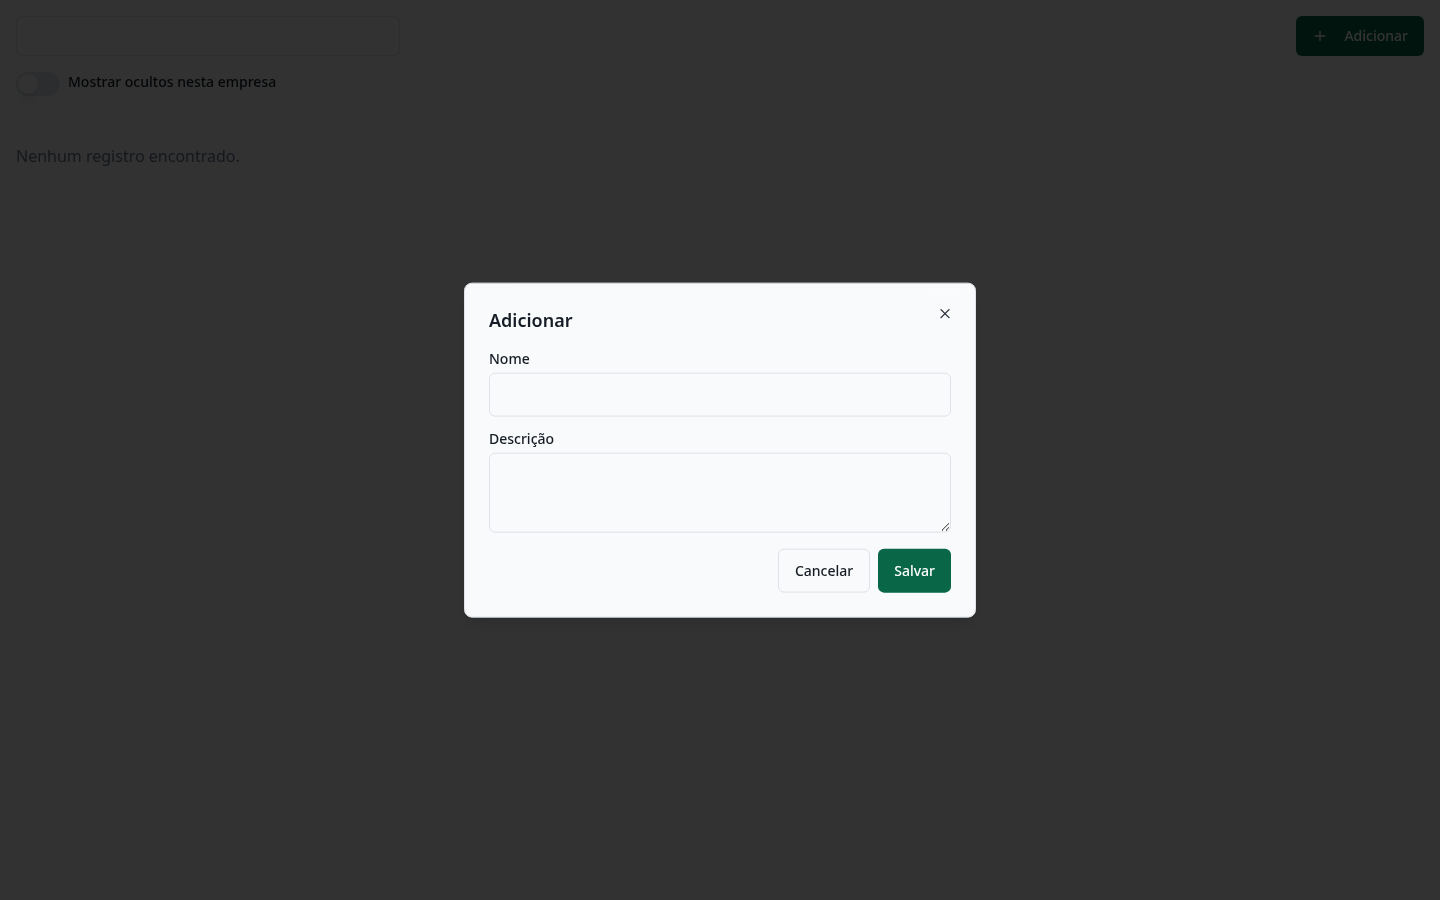 Adicionar
Mostrar ocultos nesta empresa
Nenhum registro encontrado.
Adicionar
Nome
Descrição
Cancelar
Salvar